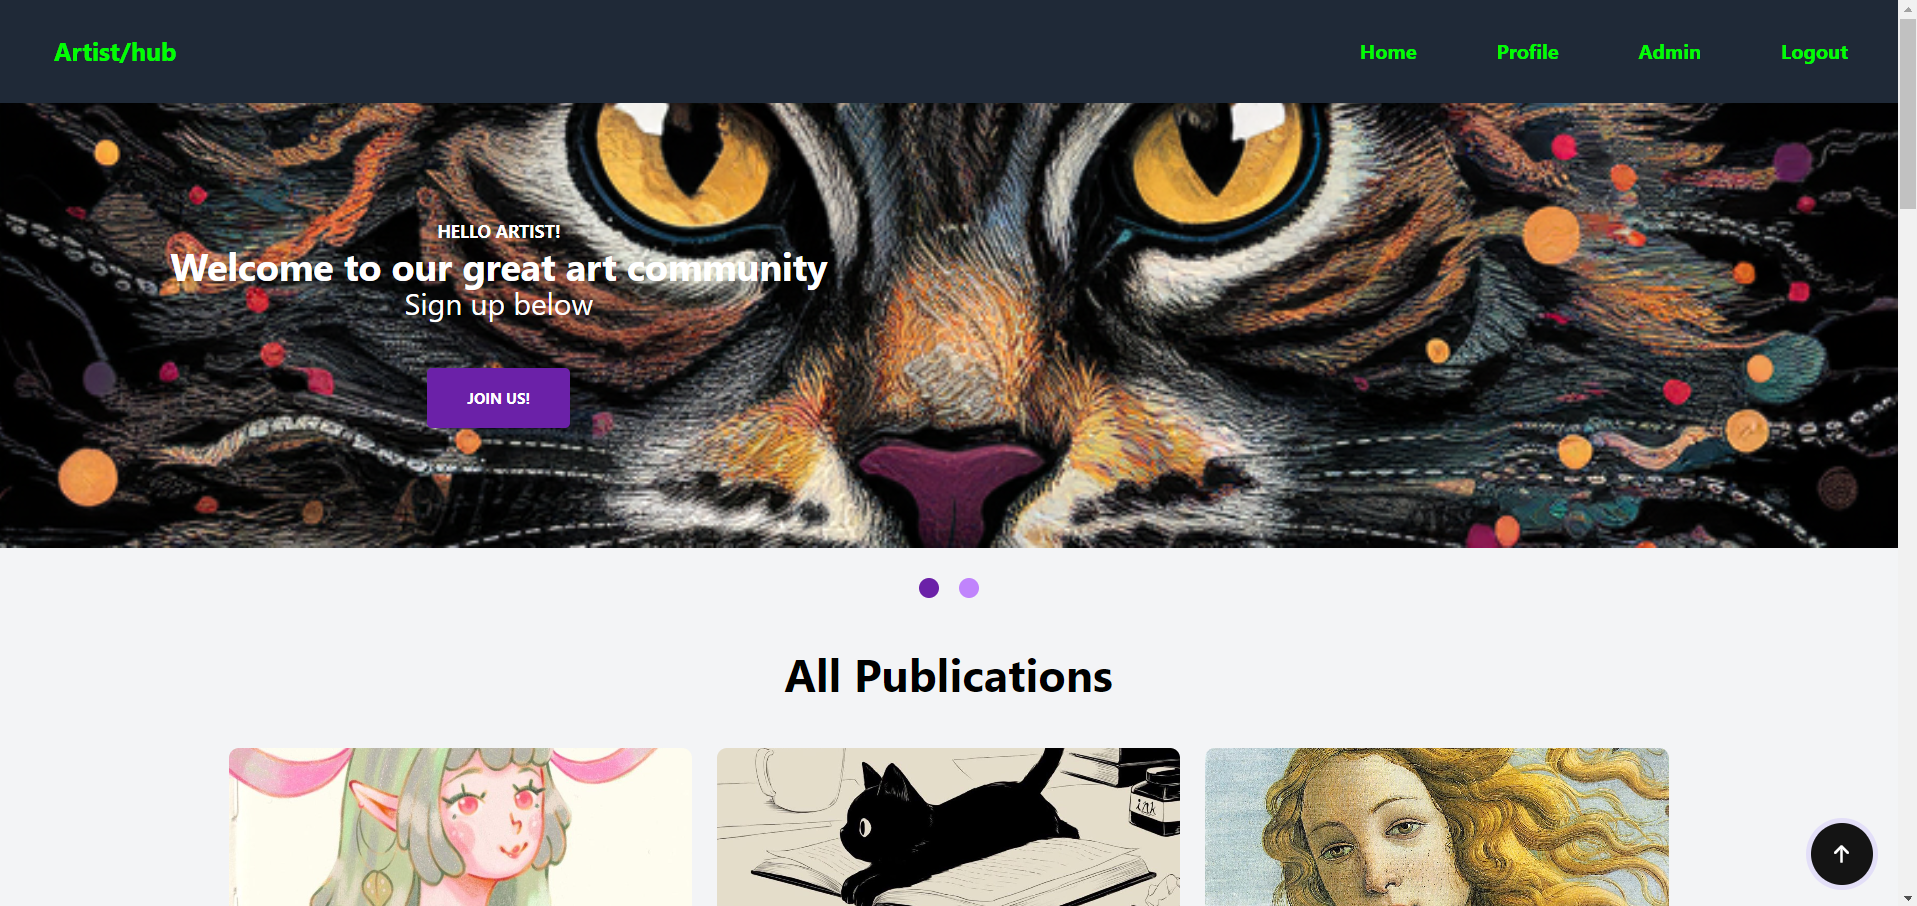 Artist/hub
Home Profile Admin Logout
HELLO ARTIST!
Welcome to our great art community
Sign up below
JOIN US!
All Publications
ink